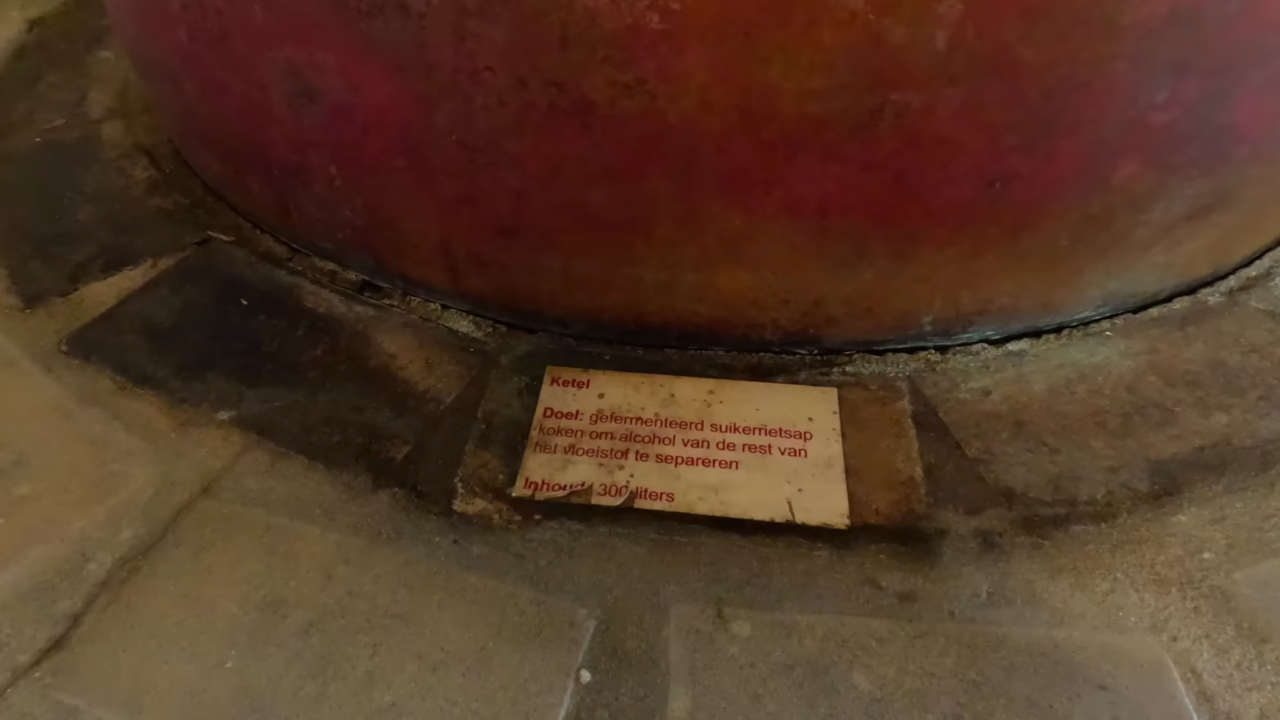 Ketel
Doel: gefermenteerd suikerrietsap
koken om alcohol van de rest van
het vloeistof te separeren
Inhoud: 300 liters